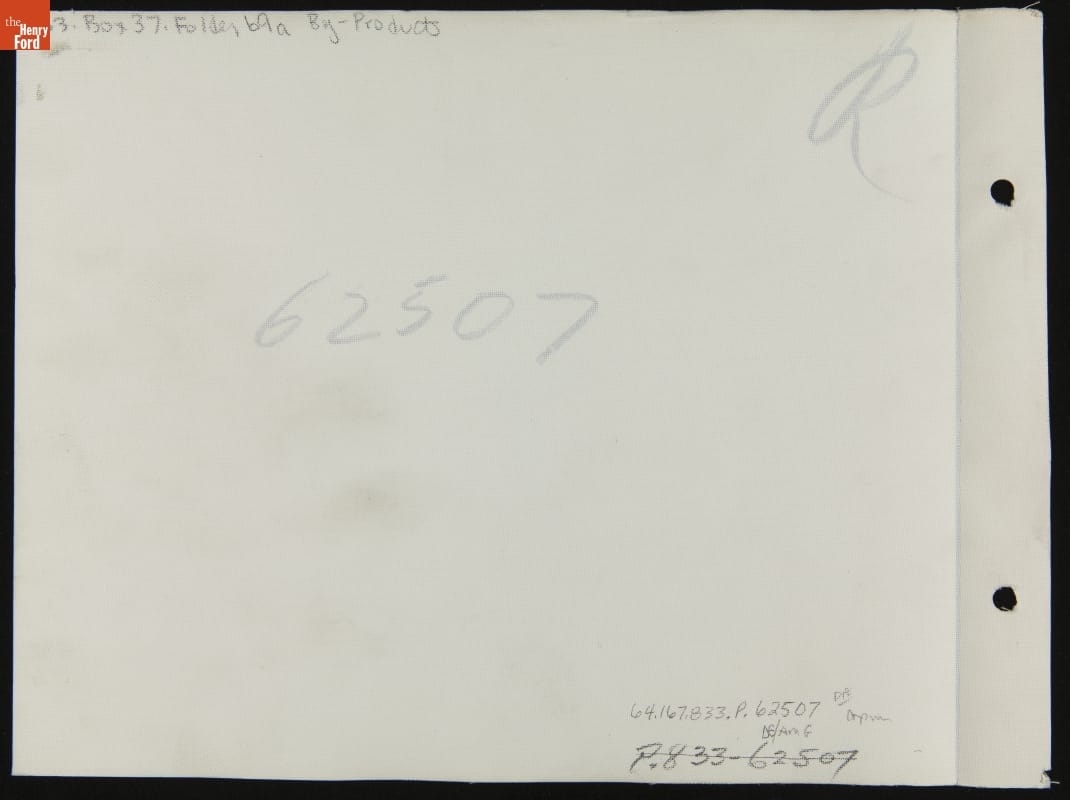 the
Henry
Ford
3. Box 37. Folder 69a By-Products
R
62507
64.167.833.P.62507
P.833-62507